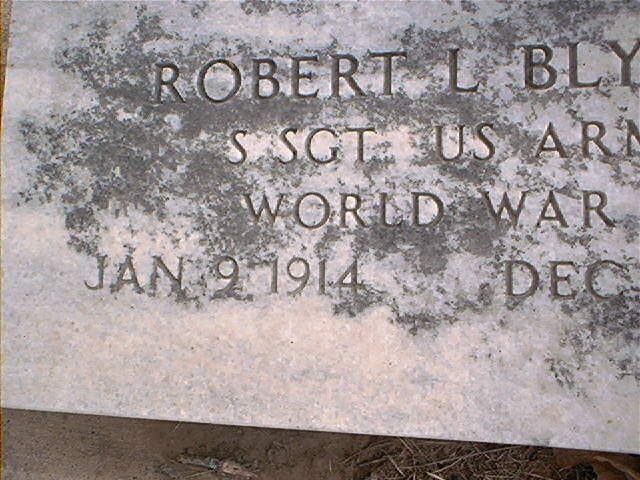 ROBERT L BLY
S SGT US ARM
WORLD WAR
JAN 9 1914 DEC